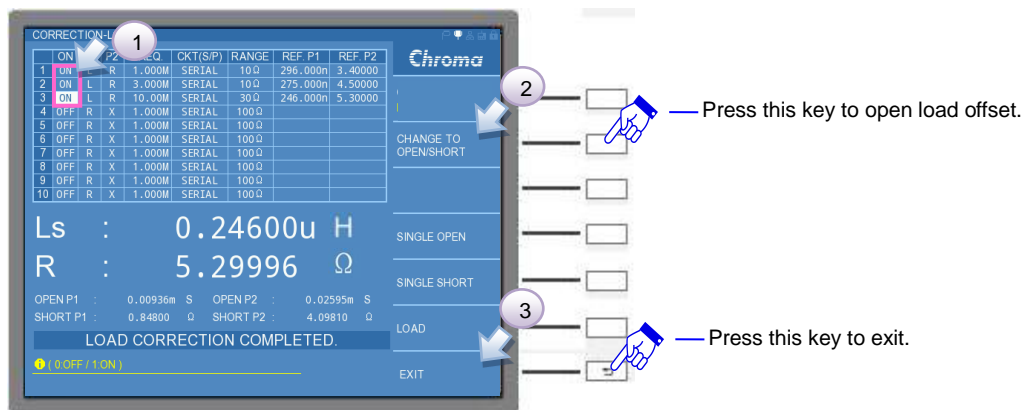 CORRECTION-L
1
Chroma
ON P2 EQ. CKT(S/P) RANGE REF. P1 REF. P2
1 ON L R 1.000M SERIAL 10Ω 296.000n 3.40000
2 ON L R 3.000M SERIAL 10Ω 275.000n 4.50000
3 ON L R 10.00M SERIAL 30Ω 246.000n 5.30000
4 OFF R X 1.000M SERIAL 100Ω
5 OFF R X 1.000M SERIAL 100Ω
6 OFF R X 1.000M SERIAL 100Ω
7 OFF R X 1.000M SERIAL 100Ω
8 OFF R X 1.000M SERIAL 100Ω
9 OFF R X 1.000M SERIAL 100Ω
10 OFF R X 1.000M SERIAL 100Ω
2
Press this key to open load offset.
CHANGE TO
OPEN/SHORT
Ls : 0.24600u H
SINGLE OPEN
R : 5.29996 Ω
SINGLE SHORT
OPEN P1 : 0.00936m S OPEN P2 : 0.02595m S
SHORT P1 : 0.84800 Ω SHORT P2 : 4.09810 Ω
3
LOAD
LOAD CORRECTION COMPLETED.
Press this key to exit.
( 0:OFF / 1:ON )
EXIT